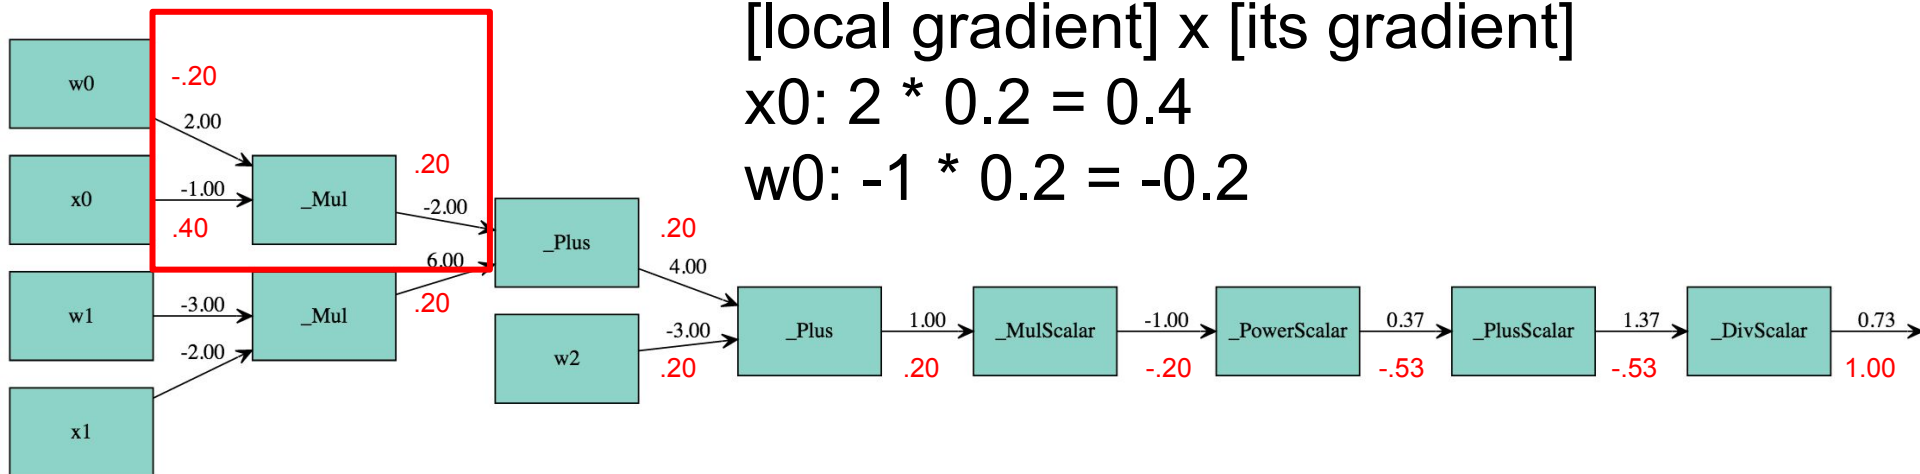 [local gradient] x [its gradient]
x0: 2 * 0.2 = 0.4
w0: -1 * 0.2 = -0.2
w0
-.20
2.00
x0
-1.00
.40
_Mul
.20
-2.00
w1
-3.00
_Mul
6.00
.20
-2.00
x1
_Plus
.20
4.00
w2
-3.00
.20
_Plus
1.00
.20
_MulScalar
-1.00
-.20
_PowerScalar
0.37
-.53
_PlusScalar
1.37
-.53
_DivScalar
0.73
1.00